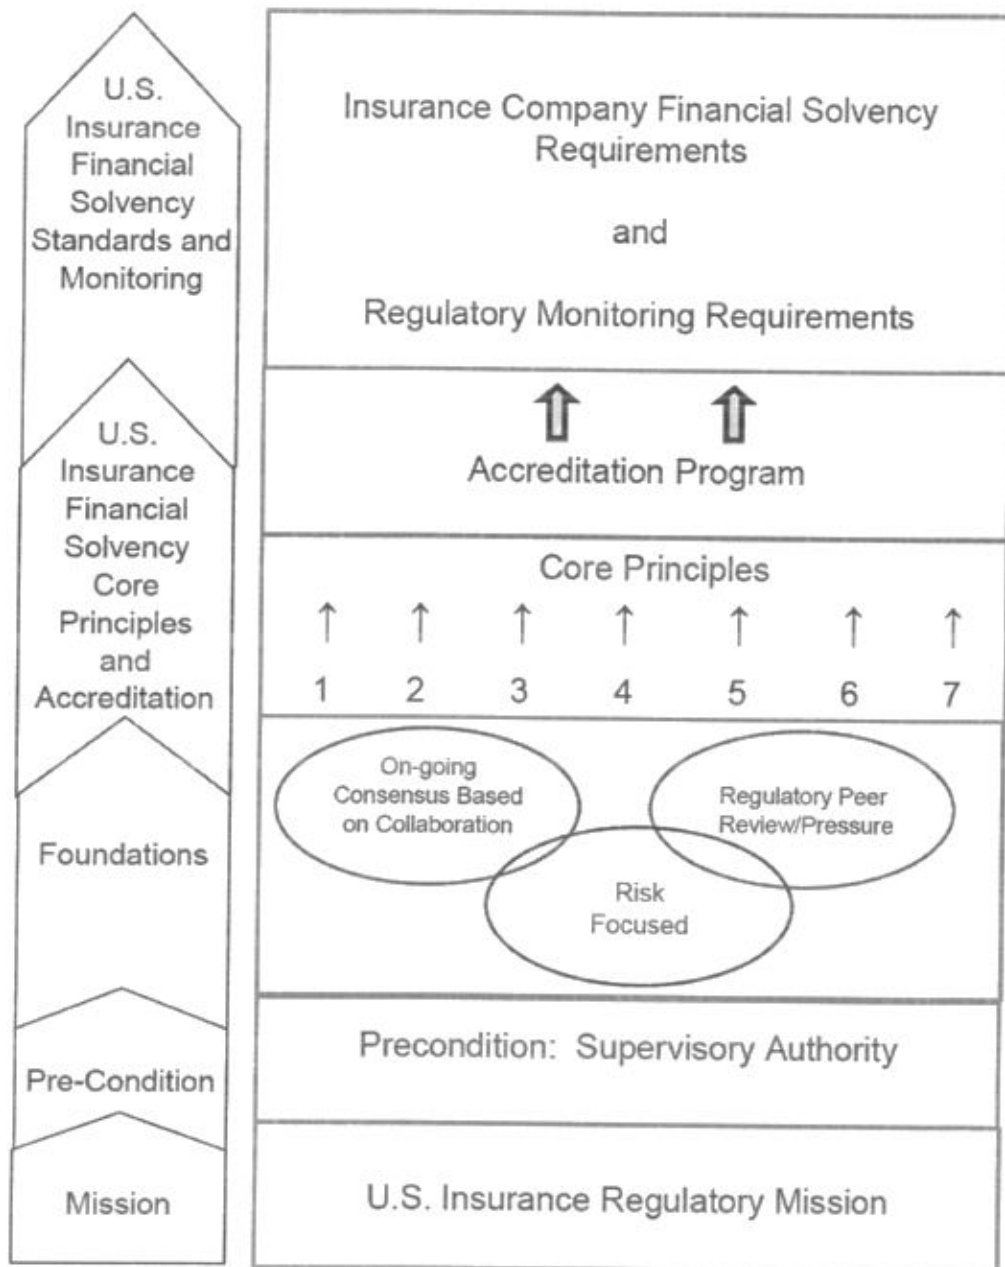 U.S.
Insurance
Financial
Solvency
Standards and
Monitoring
Insurance Company Financial Solvency
Requirements
and
Regulatory Monitoring Requirements
U.S.
Insurance
Financial
Solvency
Core
Principles
and
Accreditation
Accreditation Program
Core Principles
1 2 3 4 5 6 7
Foundations
On-going
Consensus Based
on Collaboration
Regulatory Peer
Review/Pressure
Risk
Focused
Pre-Condition
Precondition: Supervisory Authority
Mission
U.S. Insurance Regulatory Mission